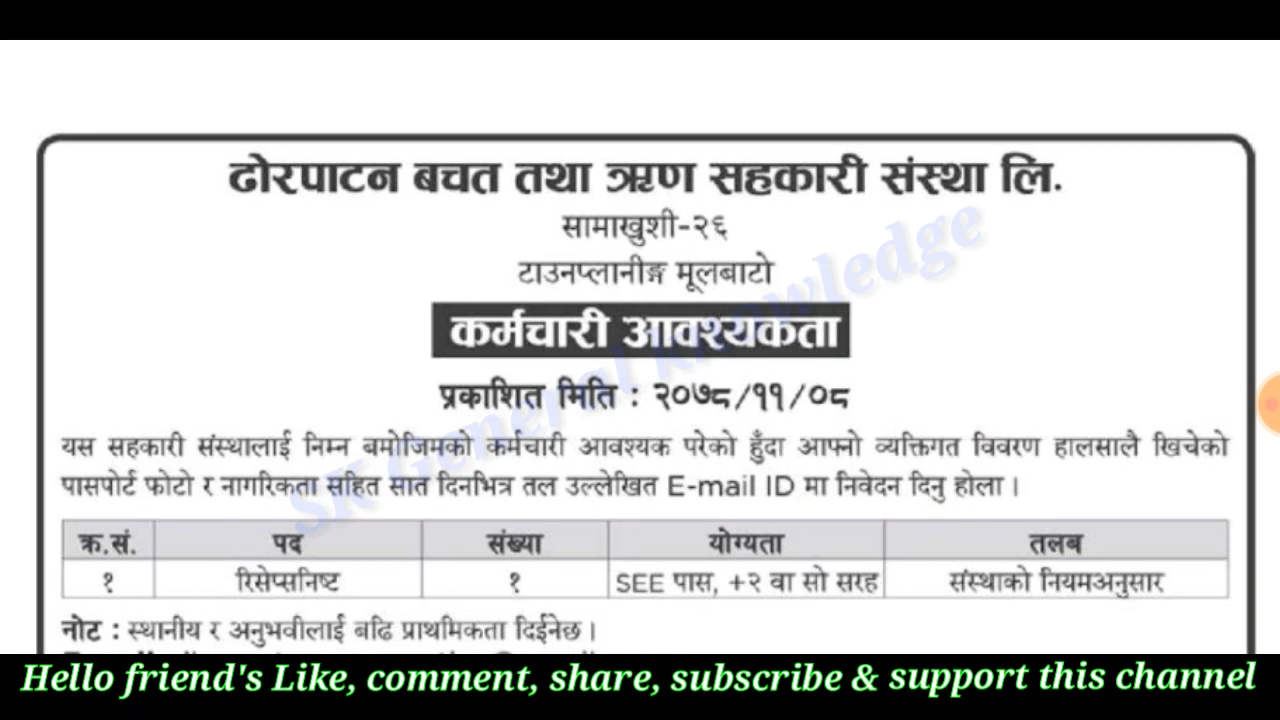 ढोरपाटन बचत तथा ऋण सहकारी संस्था लि.
सामाखुशी-२६
टाउनप्लानीङ्ग मूलबाटो
कर्मचारी आवश्यकता
प्रकाशित मिति : २०७८/११/०८
यस सहकारी संस्थालाई निम्न बमोजिमको कर्मचारी आवश्यक परेको हुँदा आफ्नो व्यक्तिगत विवरण हालसालै खिचेको
पासपोर्ट फोटो र नागरिकता सहित सात दिनभित्र तल उल्लेखित E-mail ID मा निवेदन दिनु होला ।
क्र.सं. पद संख्या योग्यता तलब
१ रिसेप्सनिष्ट १ SEE पास, +२ वा सो सरह संस्थाको नियमअनुसार
नोट : स्थानीय र अनुभवीलाई बढि प्राथमिकता दिईनेछ ।
SK General knowledge
Hello friend's Like, comment, share, subscribe & support this channel